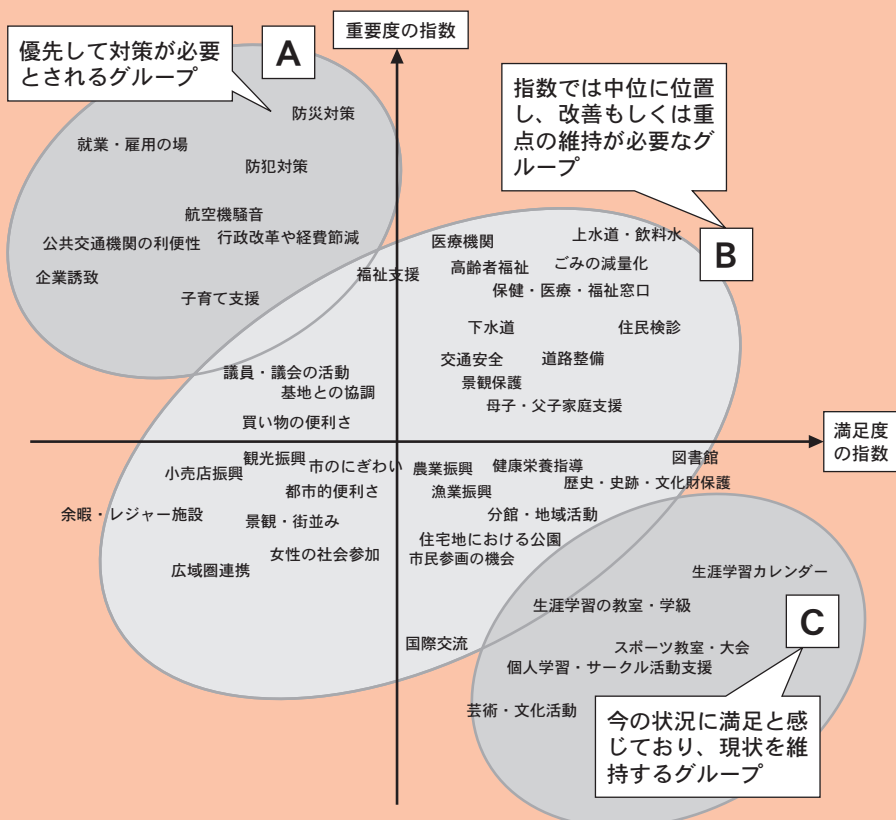 重要度の指数
優先して対策が必要
とされるグループ
A
防災対策
就業・雇用の場
防犯対策
航空機騒音
公共交通機関の利便性
行政改革や経費節減
企業誘致
子育て支援
指数では中位に位置
し、改善もしくは重
点の維持が必要なグ
ループ
B
医療機関
上水道・飲料水
福祉支援
高齢者福祉
ごみの減量化
保健・医療・福祉窓口
下水道
住民検診
交通安全
道路整備
議員・議会の活動
景観保護
基地との協調
母子・父子家庭支援
買い物の便利さ
満足度
の指数
観光振興
市のにぎわい
農業振興
健康栄養指導
図書館
小売店振興
歴史・史跡・文化財保護
都市的便利さ
漁業振興
余暇・レジャー施設
景観・街並み
分館・地域活動
住宅地における公園
女性の社会参加
市民参画の機会
広域圏連携
生涯学習カレンダー
生涯学習の教室・学級
C
国際交流
スポーツ教室・大会
個人学習・サークル活動支援
芸術・文化活動
今の状況に満足と感
じており、現状を維
持するグループ